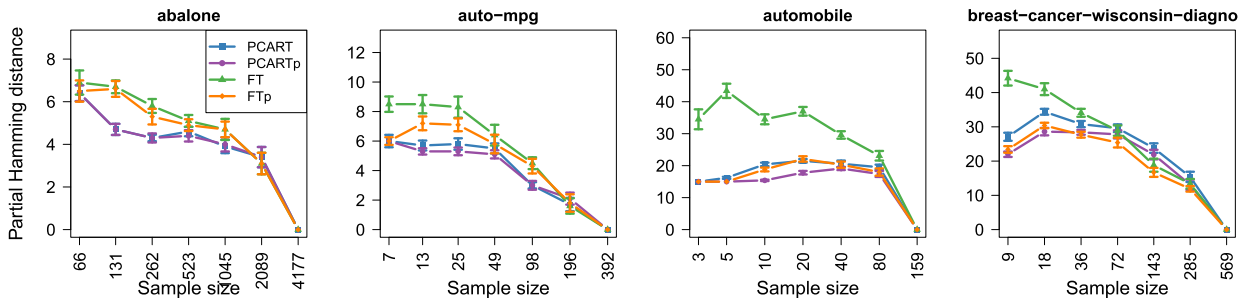 abalone
auto−mpg
automobile
breast−cancer−wisconsin−diagno
Partial Hamming distance
0 2 4 6 8
PCART
PCARTp
FT
FTp
66 131 262 523 1045 2089 4177
Sample size
0 2 4 6 8 10 12
7 13 25 49 98 196 392
Sample size
0 10 20 30 40 50 60
3 5 10 20 40 80 159
Sample size
0 10 20 30 40 50
9 18 36 72 143 285 569
Sample size